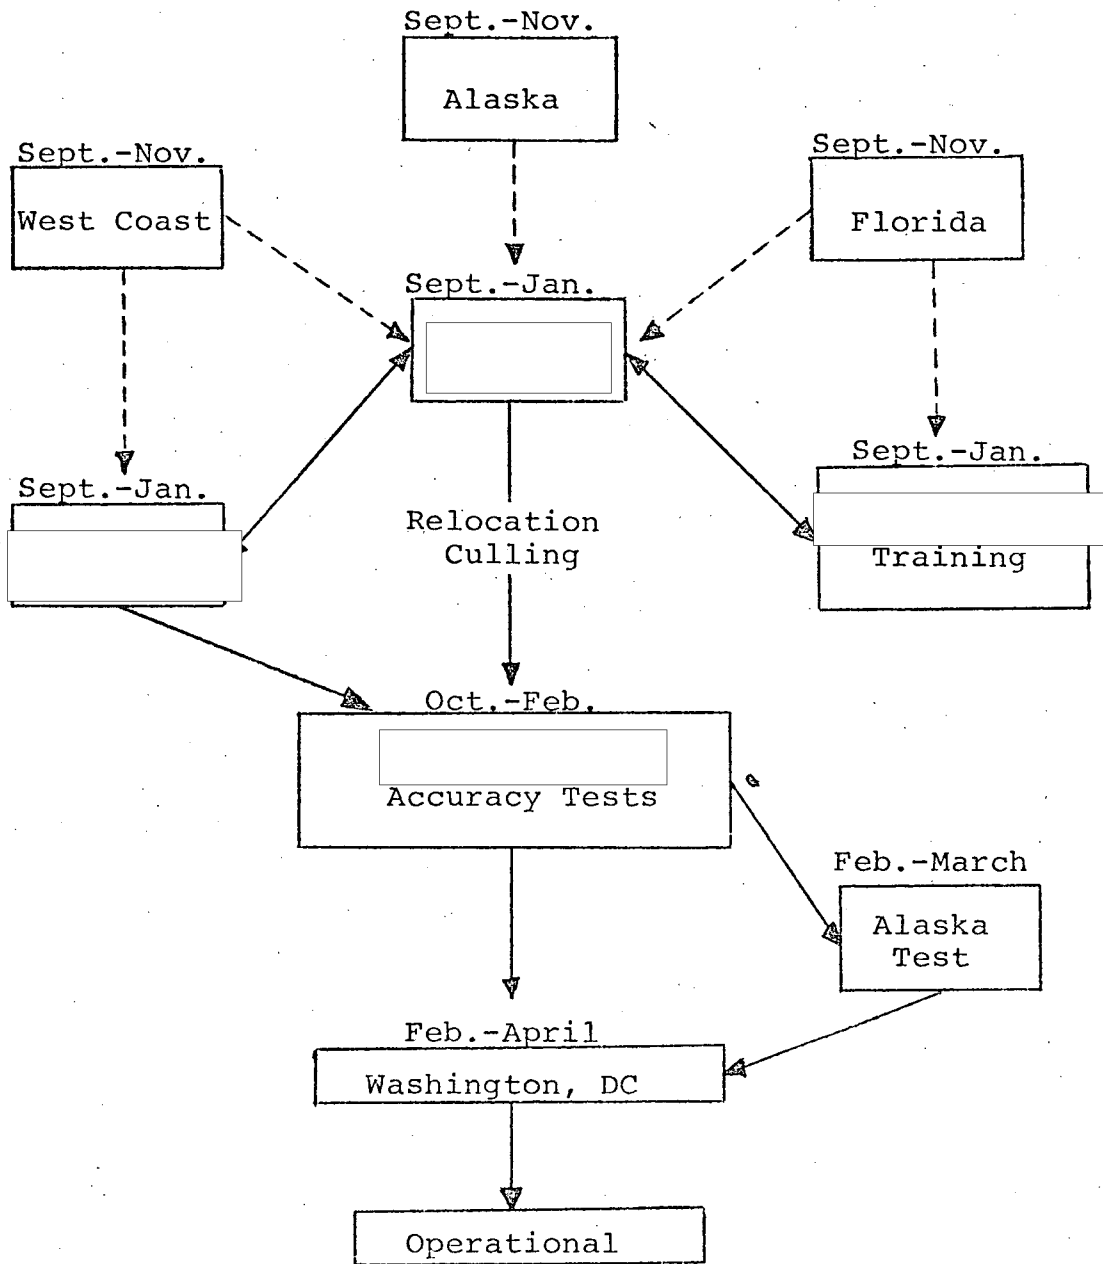 Sept.-Nov.
Alaska
Sept.-Nov.
West Coast
Sept.-Nov.
Florida
Sept.-Jan.
Sept.-Jan.
Training
Sept.-Jan.
Relocation
Culling
Oct.-Feb.
Accuracy Tests
Feb.-March
Alaska
Test
Feb.-April
Washington, DC
Operational